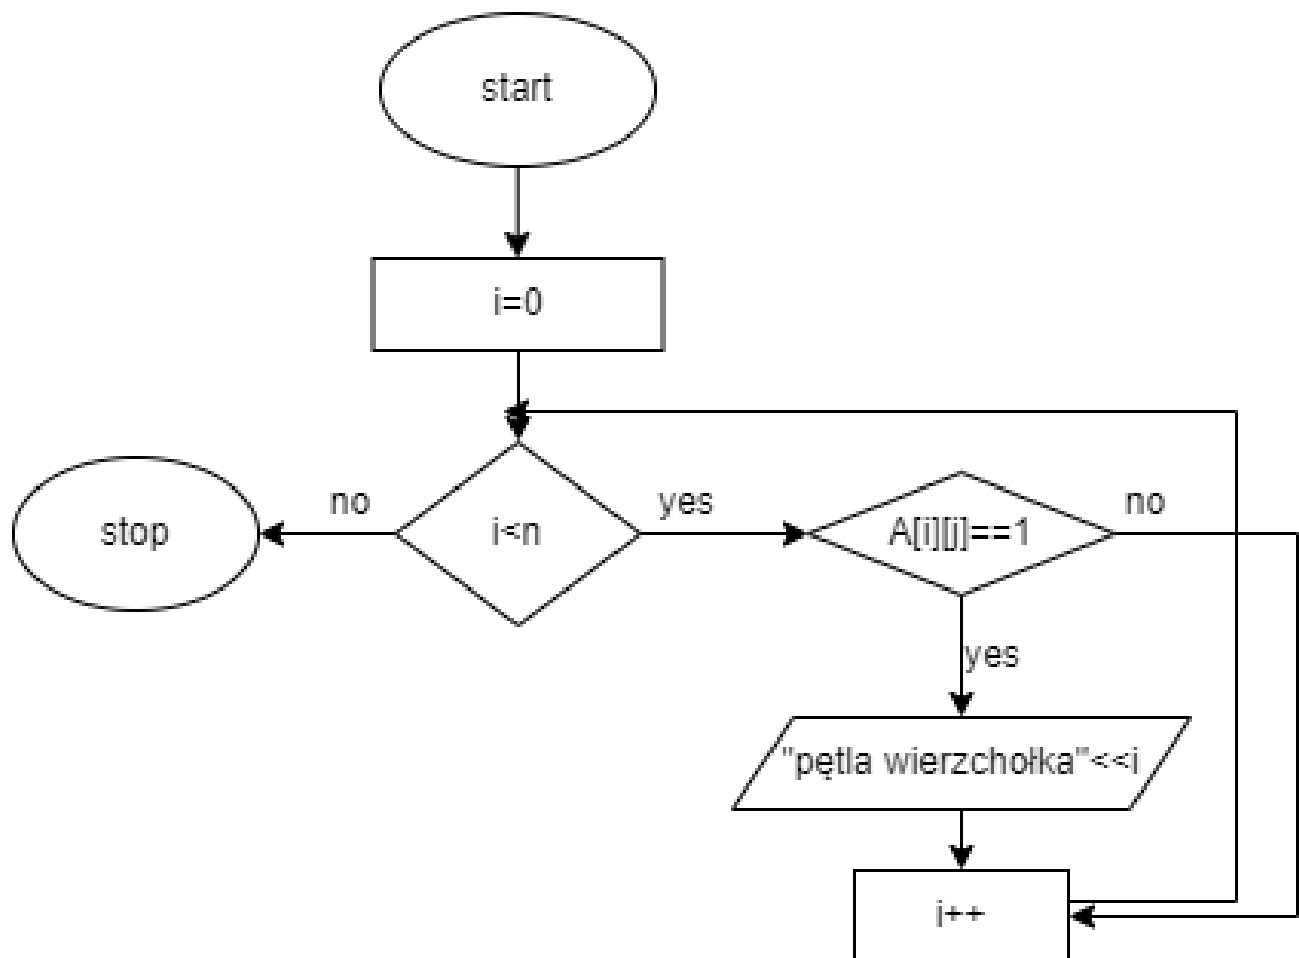 start
i=0
no
i<n
yes
A[i][j]==1
no
stop
yes
"pętla wierzchołka"<<i
i++